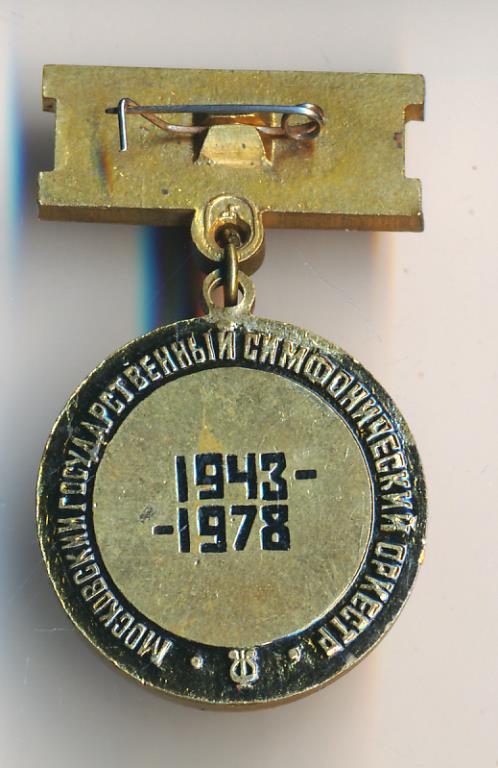 МОСКОВСКИЙ ГОСУДАРСТВЕННЫЙ СИМФОНИЧЕСКИЙ ОРКЕСТР
1943-
-1978